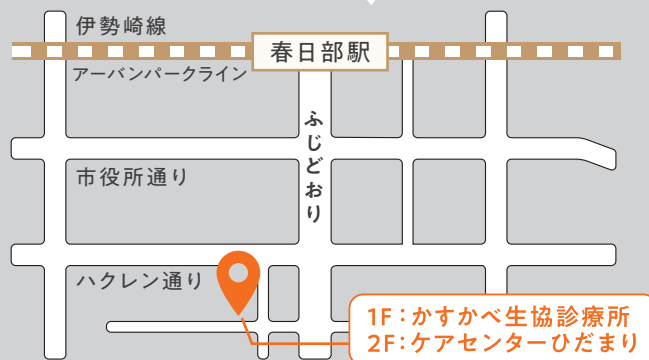 伊勢崎線
春日部駅
アーバンパークライン
ふじどおり
市役所通り
ハクレン通り
1F：かすかべ生協診療所
2F：ケアセンターひだまり